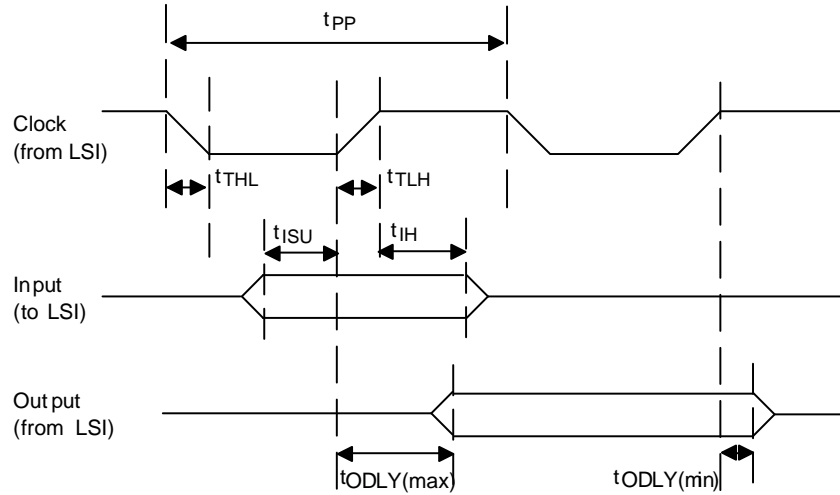 tPP
Clock
(from LSI)
tTHL
tTLH
tISU
tIH
Input
(to LSI)
Output
(from LSI)
tODLY(max)
tODLY(min)